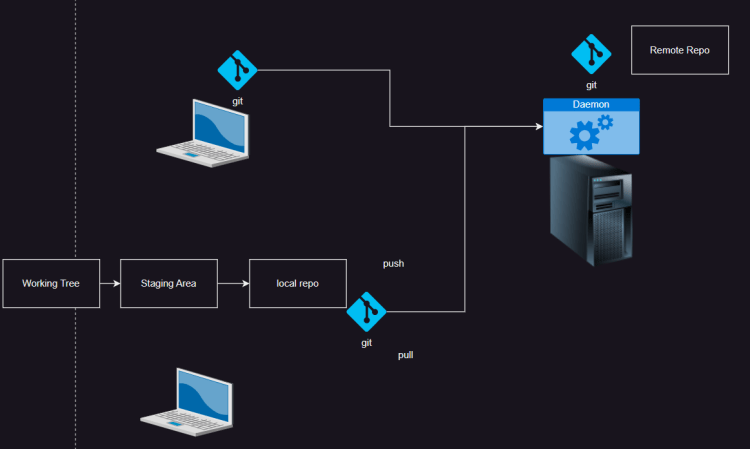 Remote Repo
git
git
Daemon
push
Working Tree
Staging Area
local repo
git
pull